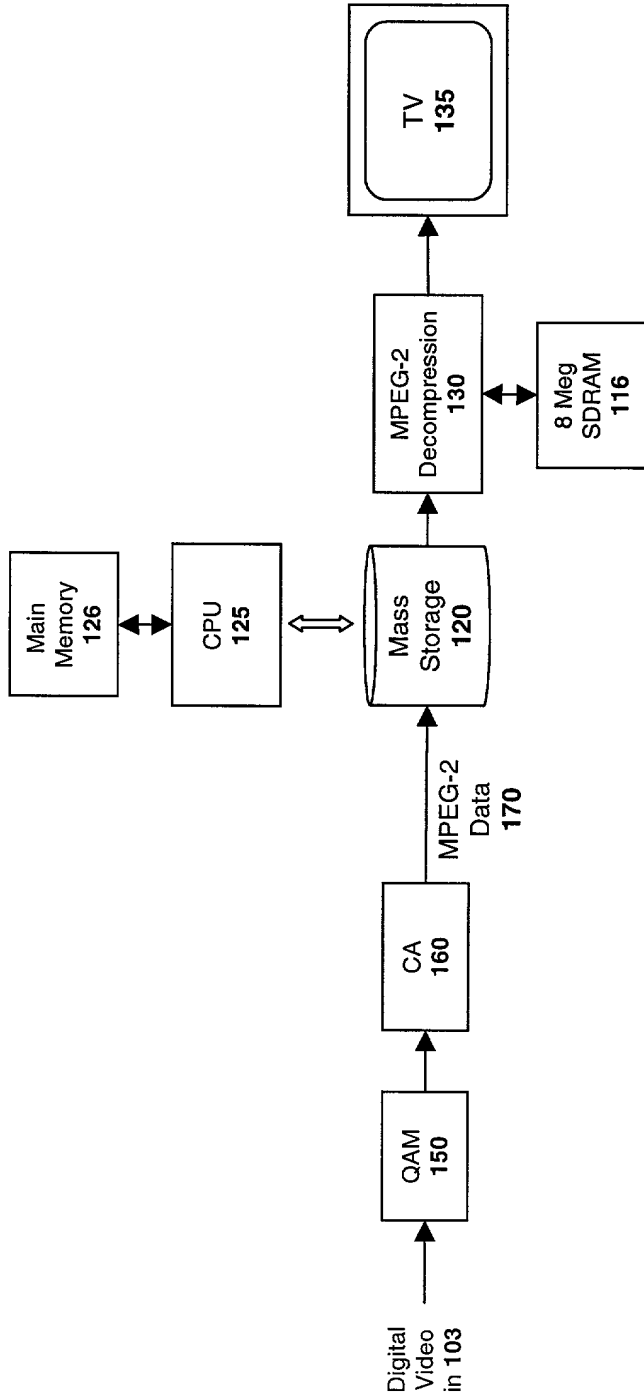 Digital
Video
in 103
QAM
150
CA
160
MPEG-2
Data
170
Main
Memory
126
CPU
125
Mass
Storage
120
MPEG-2
Decompression
130
8 Meg
SDRAM
116
TV
135